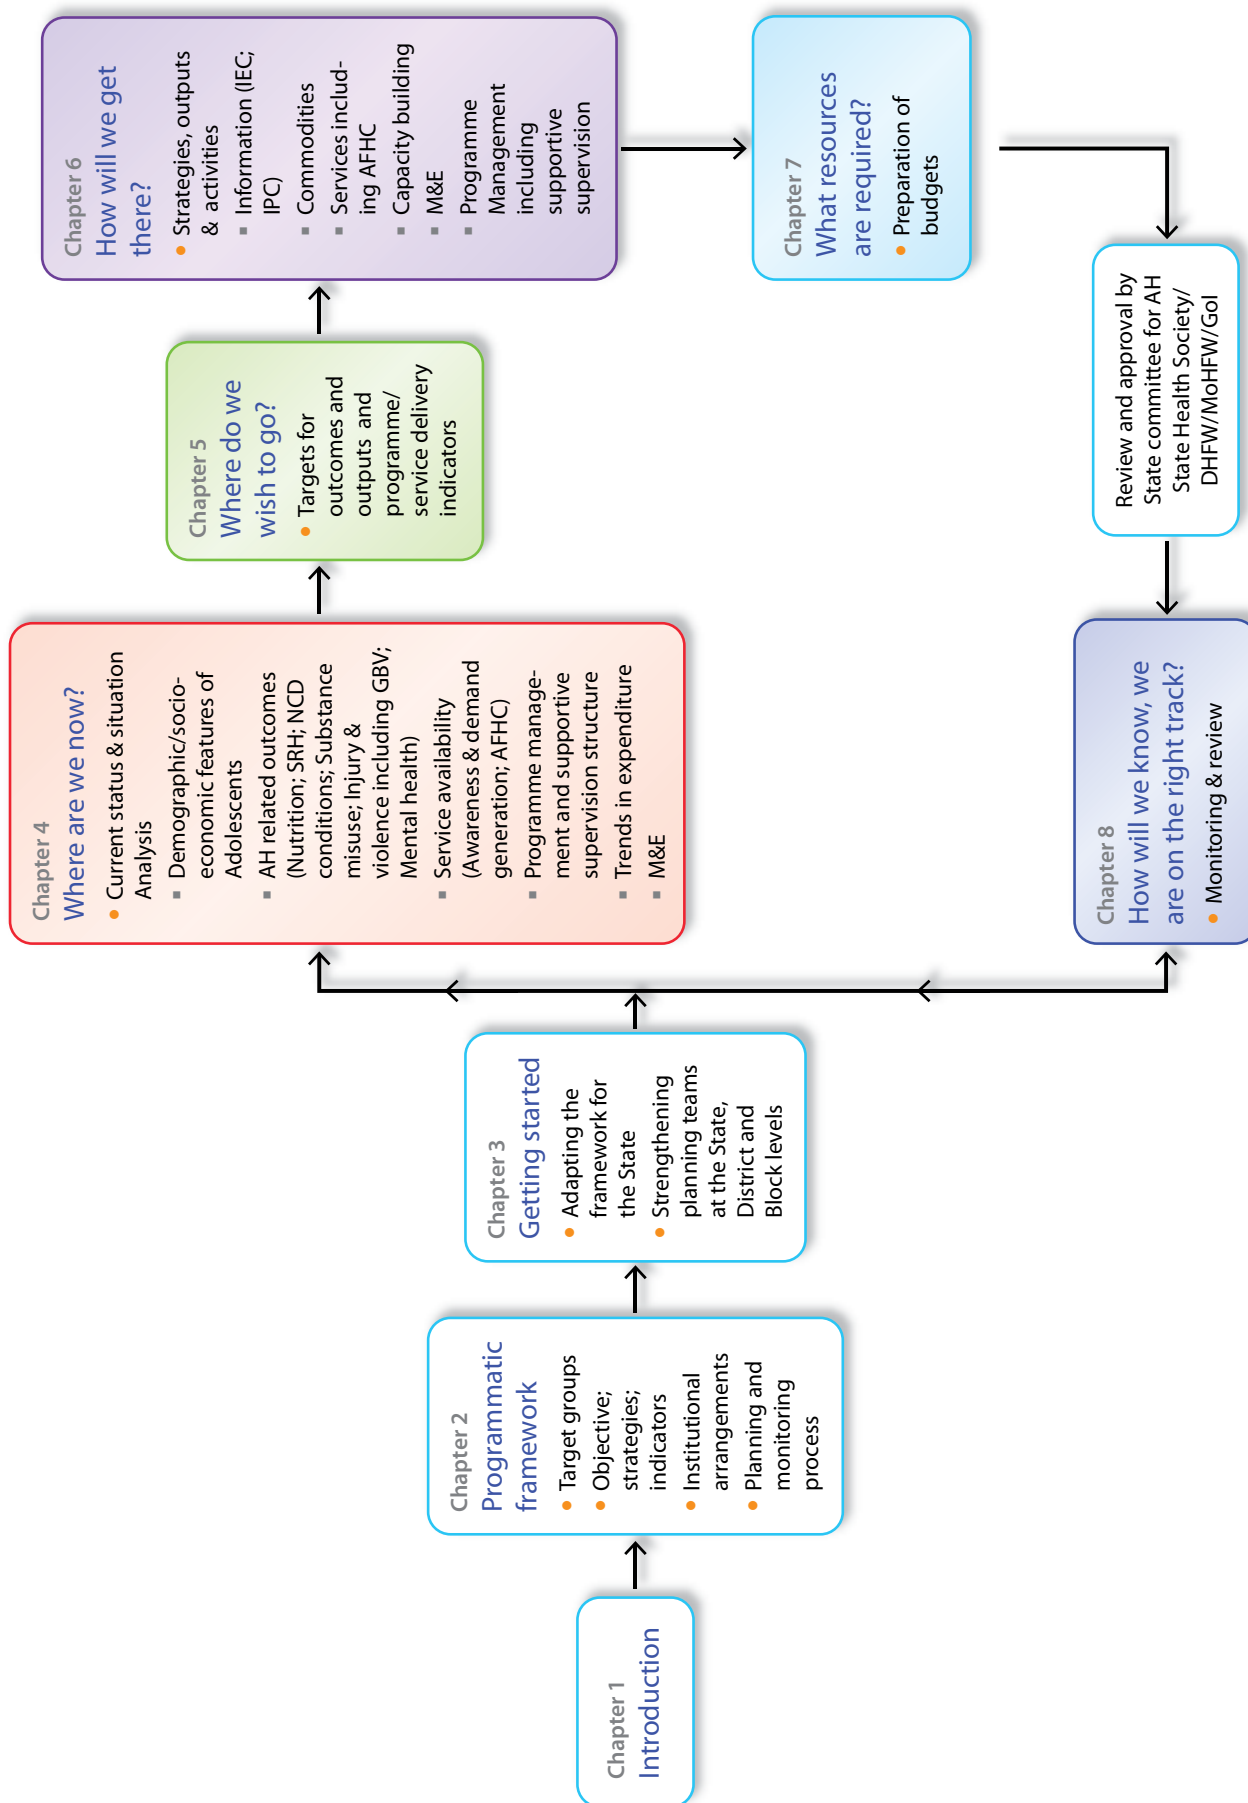 Chapter 1
Introduction
Chapter 2
Programmatic
framework
• Target groups
• Objective;
strategies;
indicators
• Institutional
arrangements
• Planning and
monitoring
process
Chapter 3
Getting started
• Adapting the
framework for
the State
• Strengthening
planning teams
at the State,
District and
Block levels
Chapter 4
Where are we now?
• Current status & situation
Analysis
▪ Demographic/socio-
economic features of
Adolescents
▪ AH related outcomes
(Nutrition; SRH; NCD
conditions; Substance
misuse; Injury &
violence including GBV;
Mental health)
▪ Service availability
(Awareness & demand
generation; AFHC)
▪ Programme manage-
ment and supportive
supervision structure
▪ Trends in expenditure
▪ M&E
Chapter 5
Where do we
wish to go?
• Targets for
outcomes and
outputs and
programme/
service delivery
indicators
Chapter 6
How will we get
there?
• Strategies, outputs
& activities
▪ Information (IEC;
IPC)
▪ Commodities
▪ Services includ-
ing AFHC
▪ Capacity building
▪ M&E
▪ Programme
Management
including
supportive
supervision
Chapter 7
What resources
are required?
• Preparation of
budgets
Review and approval by
State committee for AH
State Health Society/
DHFW/MoHFW/GoI
Chapter 8
How will we know, we
are on the right track?
• Monitoring & review